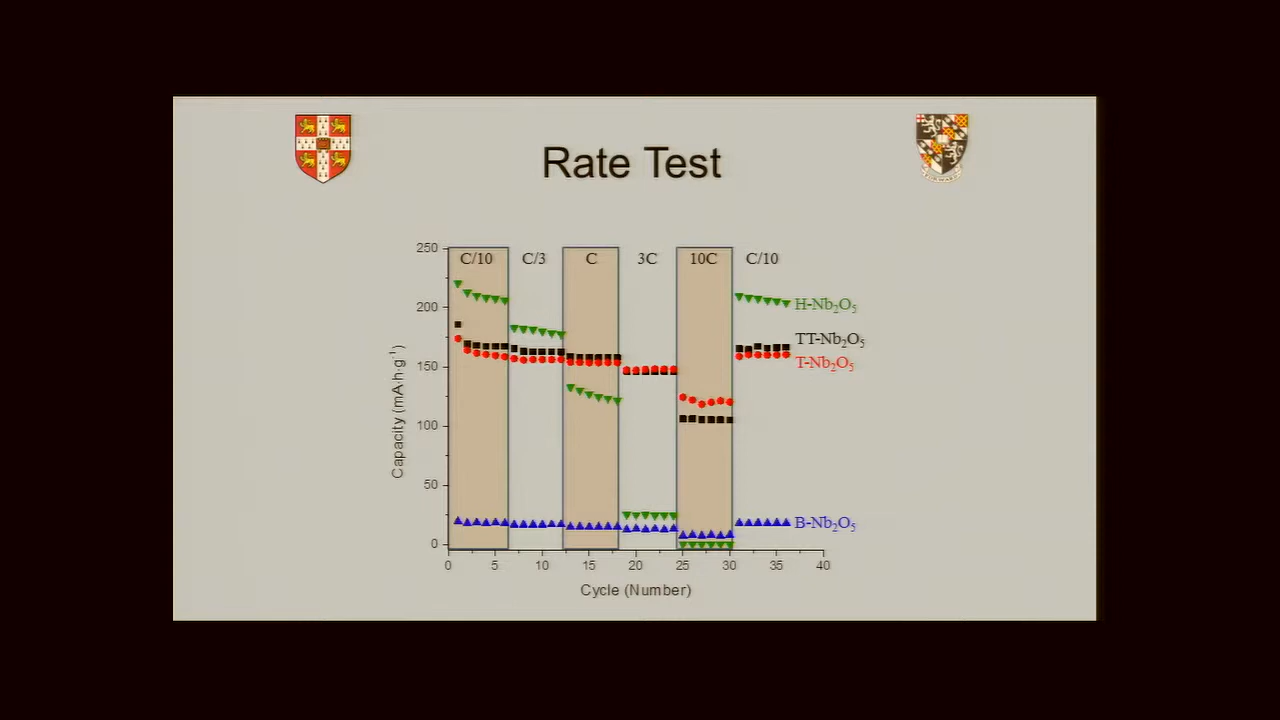 Rate Test
C/10 C/3 C 3C 10C C/10
250
200
150
100
50
0
Capacity (mA·h·g⁻¹)
H-Nb₂O₅
TT-Nb₂O₅
T-Nb₂O₅
B-Nb₂O₅
0 5 10 15 20 25 30 35 40
Cycle (Number)